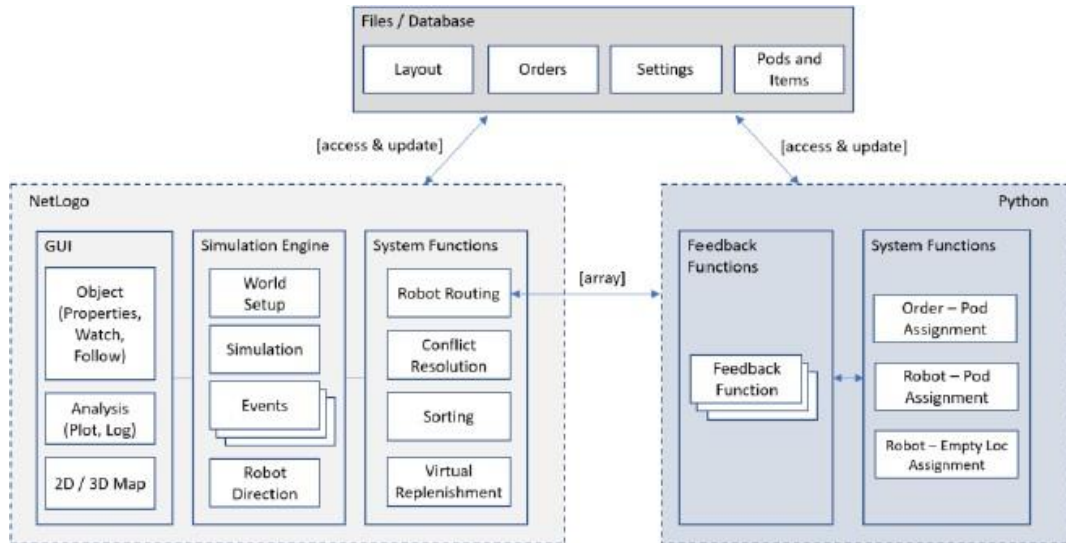 Files / Database
Layout
Orders
Settings
Pods and
Items
[access & update]
[access & update]
NetLogo
GUI
Object
(Properties,
Watch,
Follow)
Analysis
(Plot, Log)
2D / 3D Map
Simulation Engine
World
Setup
Simulation
Events
Robot
Direction
System Functions
Robot Routing
Conflict
Resolution
Sorting
Virtual
Replenishment
[array]
Python
Feedback
Functions
Feedback
Function
System Functions
Order – Pod
Assignment
Robot – Pod
Assignment
Robot – Empty Loc
Assignment